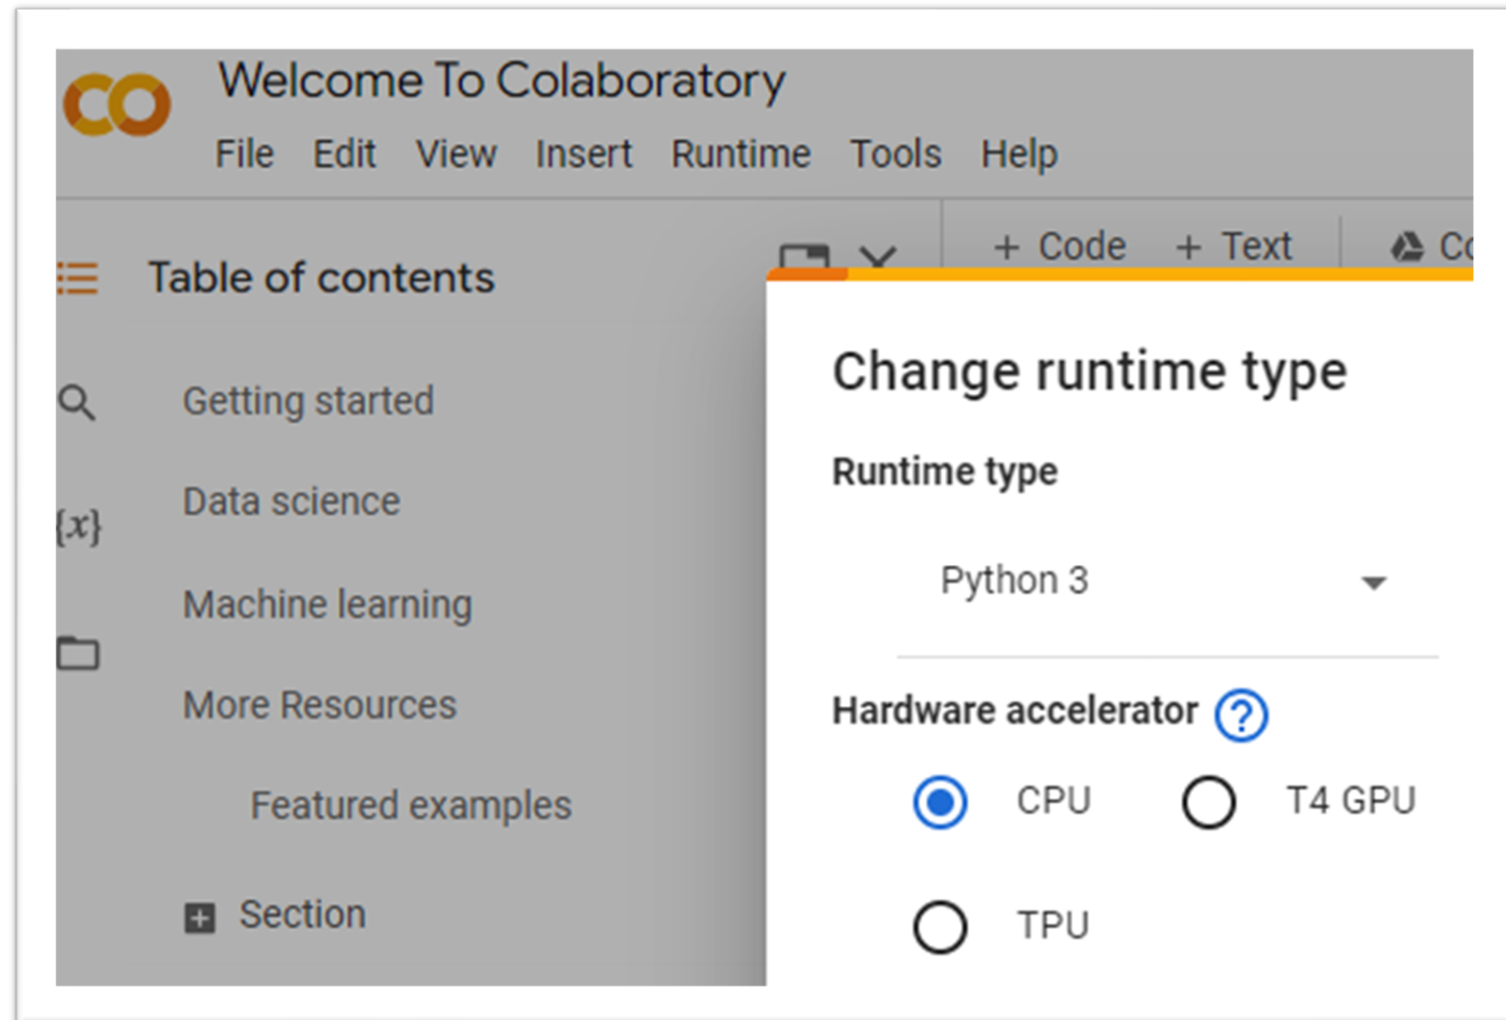 Welcome To Colaboratory
File Edit View Insert Runtime Tools Help
+ Code + Text
Table of contents
Getting started
Data science
{x}
Machine learning
More Resources
Featured examples
Section
Change runtime type
Runtime type
Python 3
Hardware accelerator ?
CPU T4 GPU
TPU